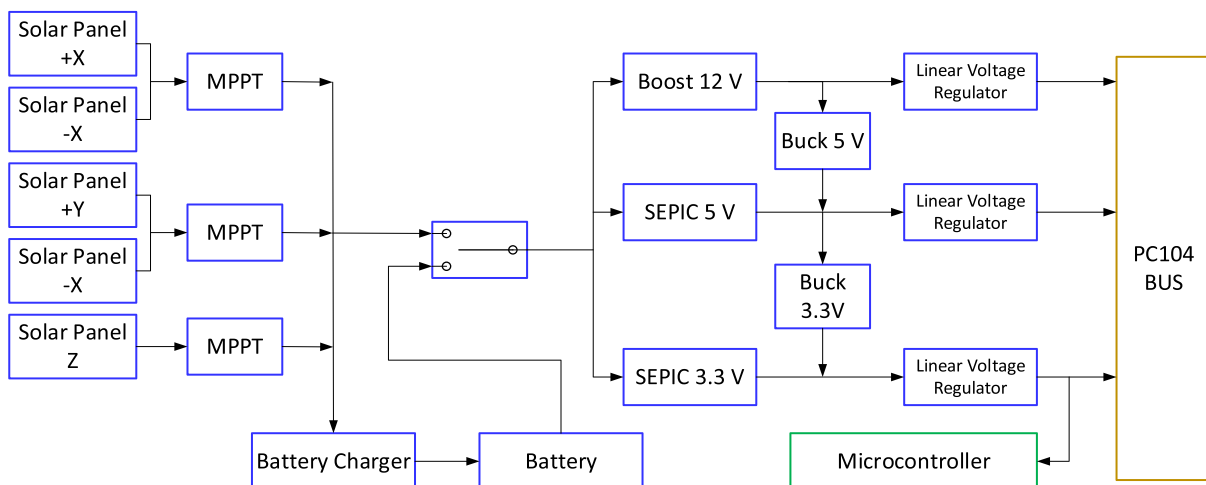 Solar Panel
+X
Solar Panel
-X
MPPT
Solar Panel
+Y
Solar Panel
-X
MPPT
Solar Panel
Z
MPPT
Battery Charger
Battery
Boost 12 V
Buck 5 V
SEPIC 5 V
Buck
3.3V
SEPIC 3.3 V
Linear Voltage
Regulator
Linear Voltage
Regulator
Linear Voltage
Regulator
Microcontroller
PC104
BUS